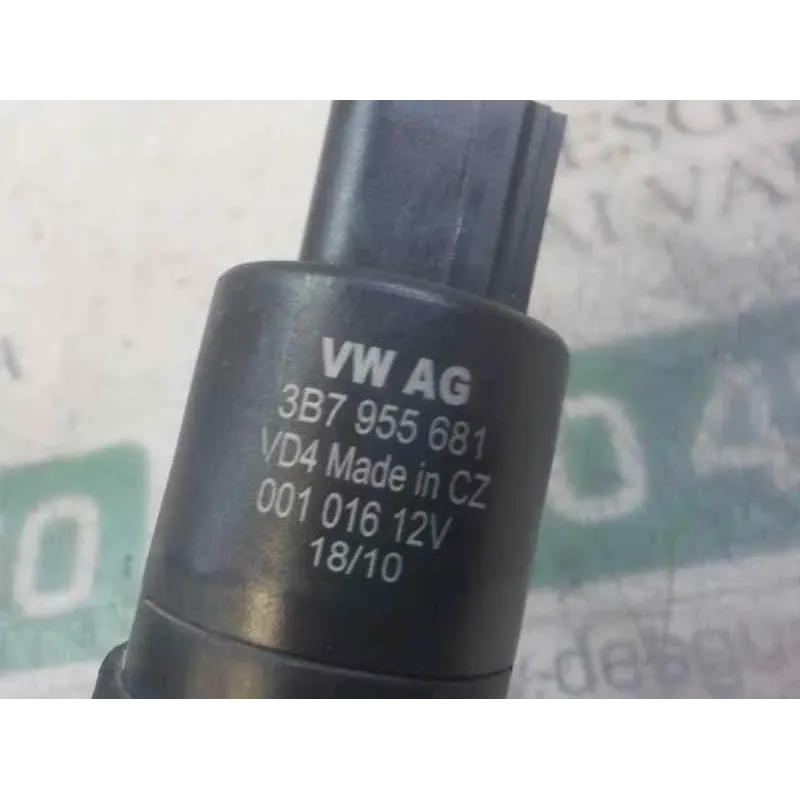 VW AG
3B7 955 681
VD4 Made in CZ
001 016 12V
18/10